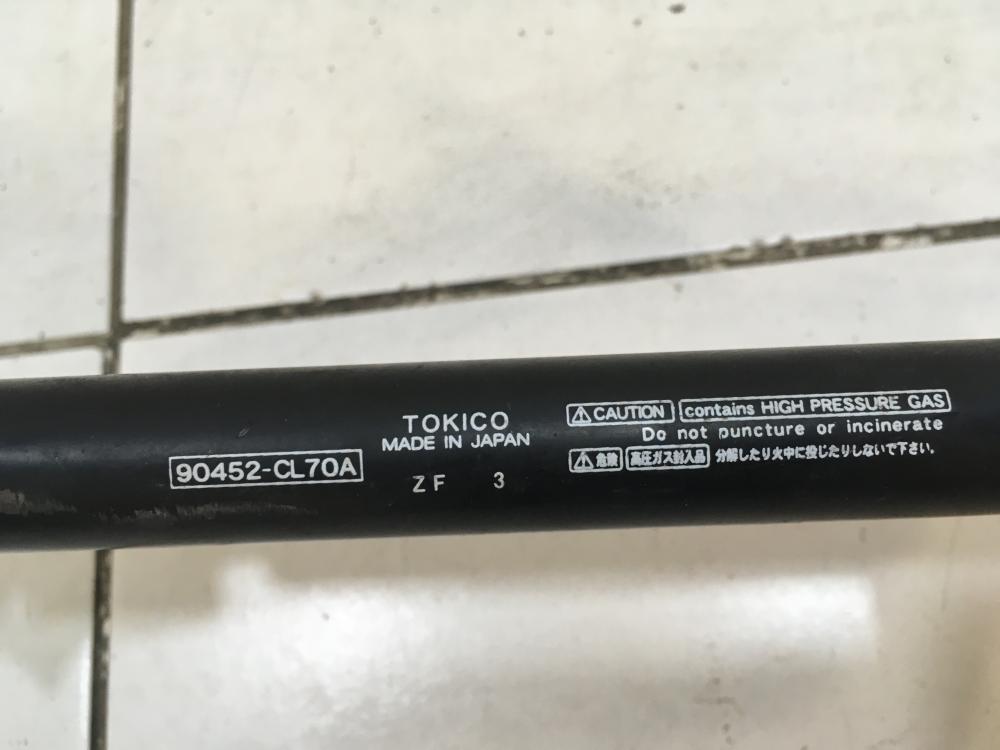 90452-CL70A
TOKICO
MADE IN JAPAN
ZF 3
⚠ CAUTION contains HIGH PRESSURE GAS
Do not puncture or incinerate
⚠ 危険 高圧ガス封入品 分解したり火中に投じたりしないで下さい。